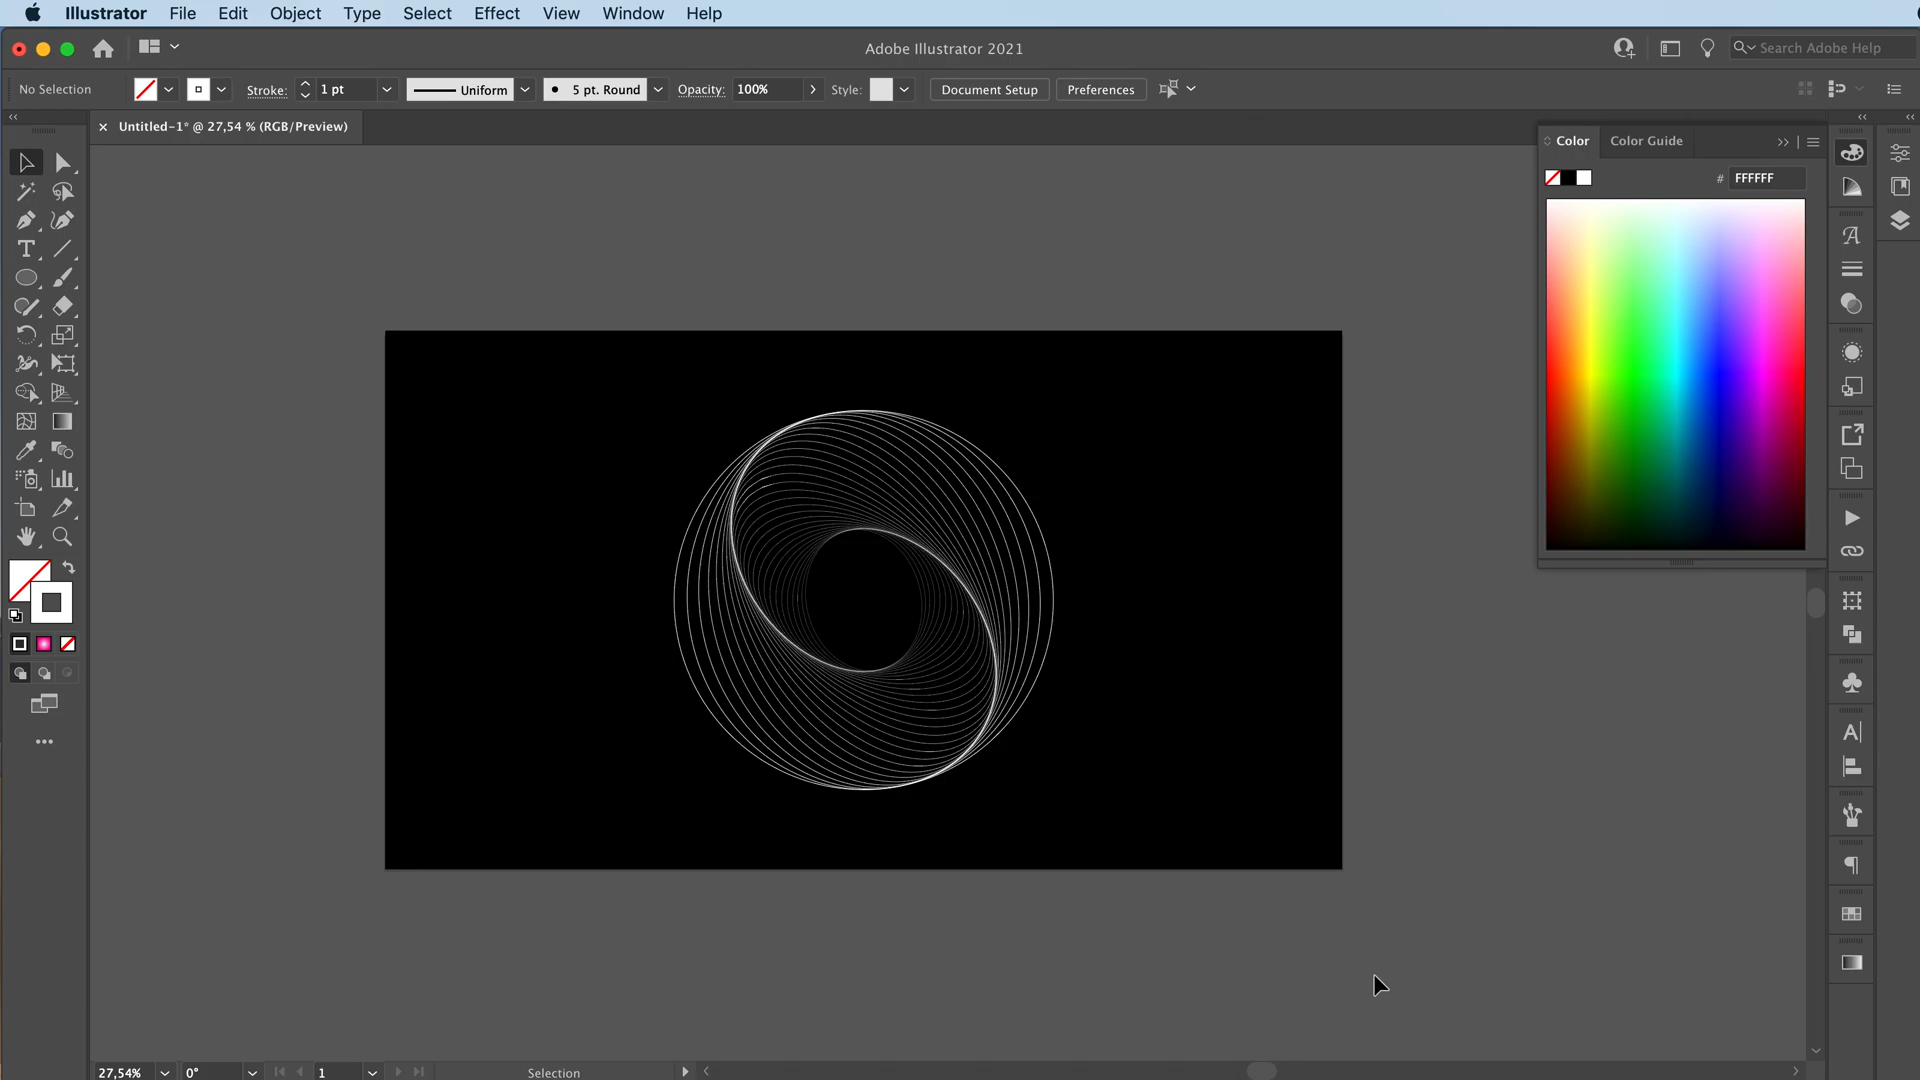 Illustrator File Edit Object Type Select Effect View Window Help
Adobe Illustrator 2021
Search Adobe Help
No Selection Stroke: 1 pt Uniform 5 pt. Round Opacity: 100% Style: Document Setup Preferences
Untitled-1* @ 27,54 % (RGB/Preview)
Color Color Guide
# FFFFFF
27,54% 0° 1 Selection